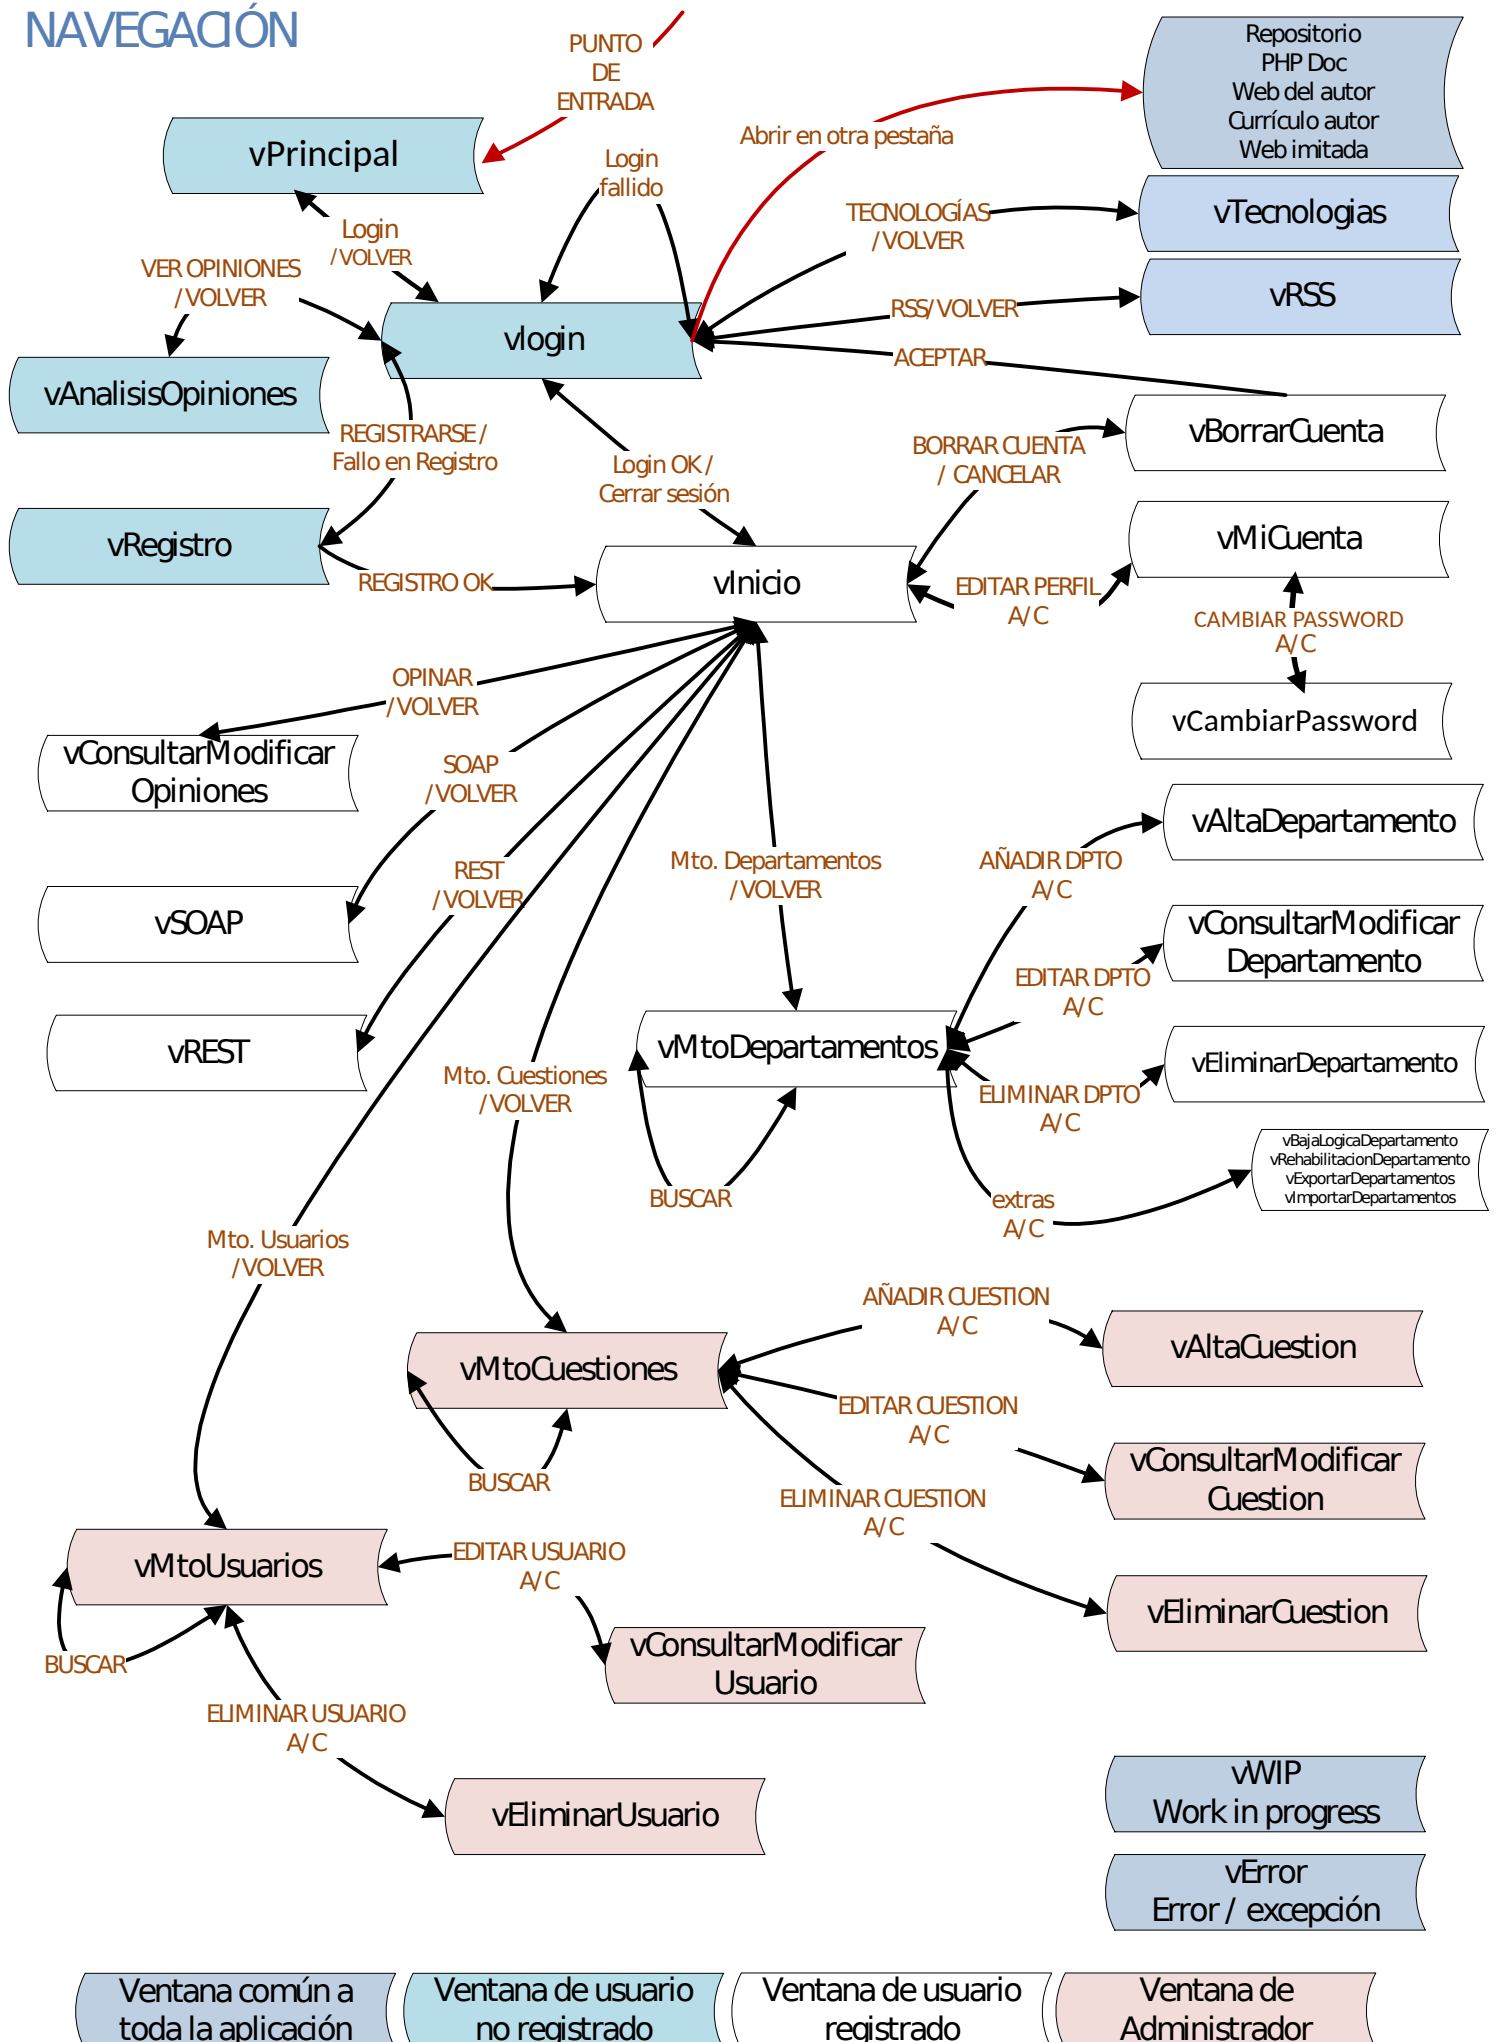 NAVEGACIÓN
PUNTO
DE
ENTRADA
Repositorio
PHP Doc
Web del autor
Currículo autor
Web imitada
vPrincipal
Login
fallido
Abrir en otra pestaña
Login
/VOLVER
TECNOLOGÍAS
/VOLVER
vTecnologias
VER OPINIONES
/VOLVER
RSS/VOLVER
vRSS
vlogin
ACEPTAR
vAnalisisOpiniones
REGISTRARSE /
Fallo en Registro
Login OK /
Cerrar sesión
BORRAR CUENTA
/ CANCELAR
vBorrarCuenta
vRegistro
REGISTRO OK
vInicio
EDITAR PERFIL
A/C
vMiCuenta
CAMBIAR PASSWORD
A/C
vCambiarPassword
OPINAR
/VOLVER
vConsultarModificar
Opiniones
SOAP
/VOLVER
vSOAP
REST
/VOLVER
vREST
Mto. Departamentos
/VOLVER
AÑADIR DPTO
A/C
vAltaDepartamento
EDITAR DPTO
A/C
vConsultarModificar
Departamento
vMtoDepartamentos
ELIMINAR DPTO
A/C
vEliminarDepartamento
Mto. Cuestiones
/VOLVER
BUSCAR
extras
A/C
vBajaLogicaDepartamento
vRehabilitacionDepartamento
vExportarDepartamentos
vImportarDepartamentos
Mto. Usuarios
/VOLVER
AÑADIR CUESTION
A/C
vAltaCuestion
vMtoCuestiones
EDITAR CUESTION
A/C
vConsultarModificar
Cuestion
BUSCAR
ELIMINAR CUESTION
A/C
vEliminarCuestion
vMtoUsuarios
EDITAR USUARIO
A/C
vConsultarModificar
Usuario
BUSCAR
ELIMINAR USUARIO
A/C
vEliminarUsuario
vWIP
Work in progress
vError
Error / excepción
Ventana común a
toda la aplicación
Ventana de usuario
no registrado
Ventana de usuario
registrado
Ventana de
Administrador